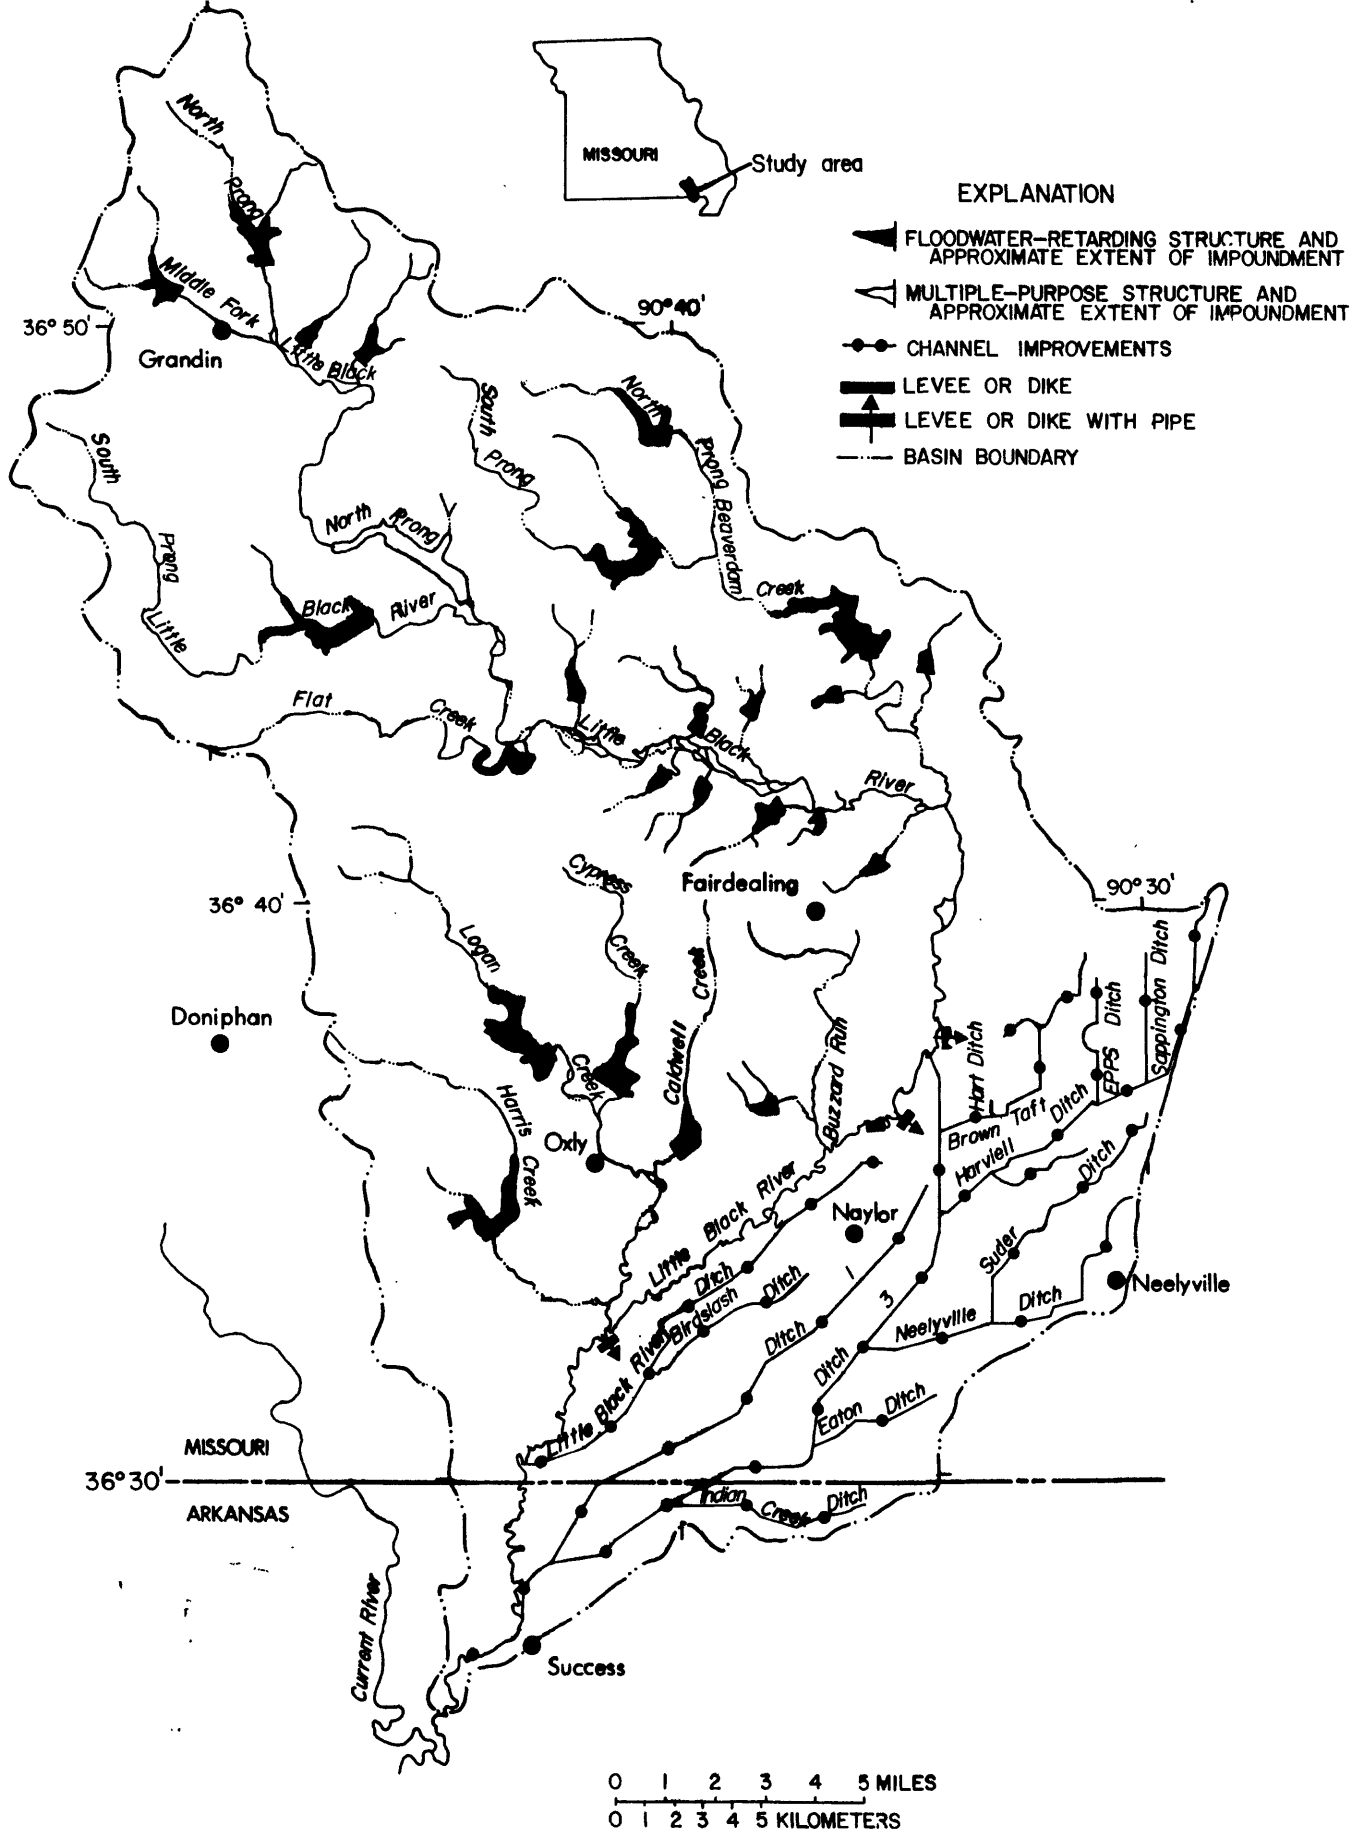 North
Prong
MISSOURI
Study area
EXPLANATION
FLOODWATER-RETARDING STRUCTURE AND
APPROXIMATE EXTENT OF IMPOUNDMENT
MULTIPLE-PURPOSE STRUCTURE AND
APPROXIMATE EXTENT OF IMPOUNDMENT
CHANNEL IMPROVEMENTS
LEVEE OR DIKE
LEVEE OR DIKE WITH PIPE
BASIN BOUNDARY
Middle Fork
36° 50'
90° 40'
Grandin
Little Black
South
Prong
North
Prong Beaverdam
Creek
South
Prong
Little
Black
River
North Prong
Flat
Creek
Little
Black
River
Cypress
Creek
Fairdealing
90° 30'
36° 40'
Logan
Creek
Caldwell Creek
Doniphan
Buzzard Run
Hart Ditch
EPPS Ditch
Sappington Ditch
Harris
Creek
Oxly
Brown Taft Ditch
Harviell
Ditch
Little Black River
Naylor
Suder
Neelyville
Ditch
Birdslash
Ditch
Ditch 1
Ditch 3
Neelyville
Ditch
Little Black River
Eaton
Ditch
MISSOURI
36° 30'
ARKANSAS
Indian
Creek
Ditch
Current River
Success
0 1 2 3 4 5 MILES
0 1 2 3 4 5 KILOMETERS